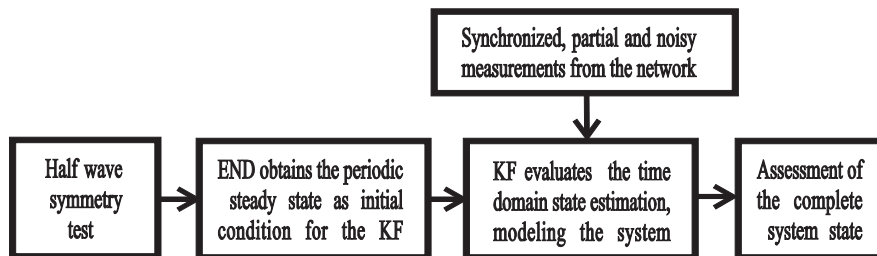 Synchronized, partial and noisy
measurements from the network
Half wave
symmetry
test
END obtains the periodic
steady state as initial
condition for the KF
KF evaluates the time
domain state estimation,
modeling the system
Assessment of
the complete
system state